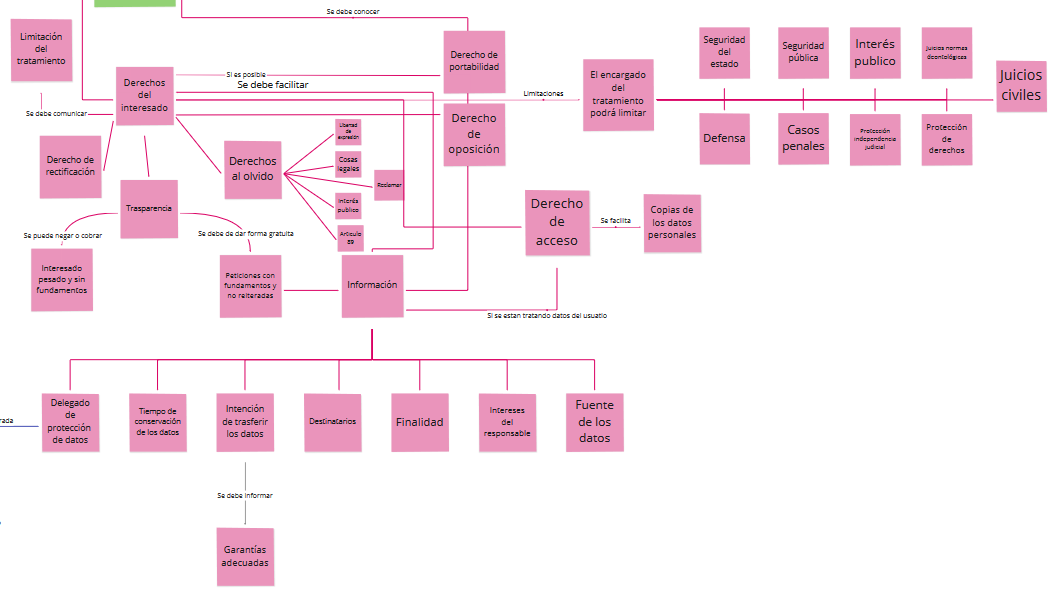 Se debe conocer
Limitación
del
tratamiento
Derecho de
portabilidad
Seguridad
del
estado
Seguridad
pública
Interés
publico
Juicios normas
deontológicas
Juicios
civiles
Derechos
del
interesado
Si es posible
Se debe facilitar
El encargado
del
tratamiento
podrá limitar
Limitaciones
Se debe comunicar
Derecho
de
oposición
Defensa
Casos
penales
Protección
independencia
judicial
Protección
de
derechos
Libertad
de
expresión
Derecho de
rectificación
Derechos
al olvido
Cosas
legales
Reclamar
Interés
publico
Articulo
89
Trasparencia
Derecho
de
acceso
Se facilita
Copias de
los datos
personales
Se puede negar o cobrar
Se debe de dar forma gratuita
Interesado
pesado y sin
fundamentos
Peticiones con
fundamentos y
no reiteradas
Información
Si se estan tratando datos del usuatio
rada
Delegado
de
protección
de datos
Tiempo de
conservación
de los datos
Intención
de trasferir
los datos
Destinatarios
Finalidad
Intereses
del
responsable
Fuente
de los
datos
Se debe informar
Garantías
adecuadas